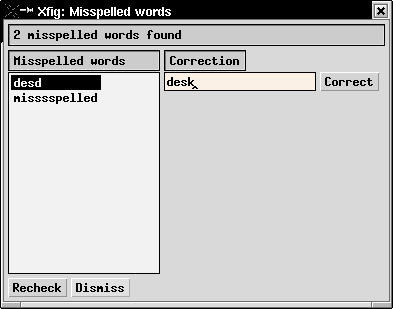 Xfig: Misspelled words
2 misspelled words found
Misspelled words
Correction
desd
desk
Correct
missspelled
Recheck
Dismiss